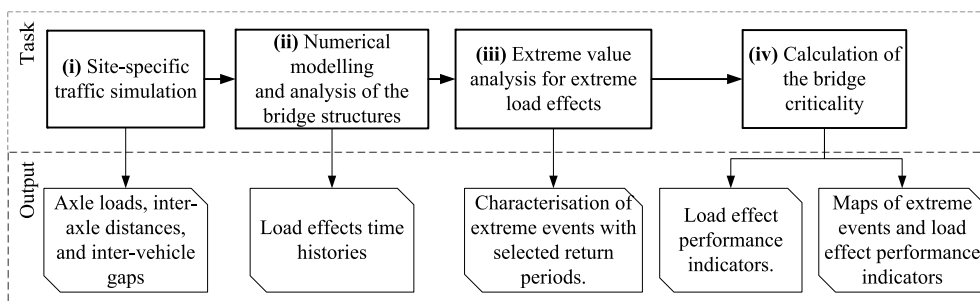 Task
(i) Site-specific
traffic simulation
(ii) Numerical
modelling
and analysis of the
bridge structures
(iii) Extreme value
analysis for extreme
load effects
(iv) Calculation of
the bridge
criticality
Output
Axle loads, inter-
axle distances,
and inter-vehicle
gaps
Load effects time
histories
Characterisation of
extreme events with
selected return
periods.
Load effect
performance
indicators.
Maps of extreme
events and load
effect performance
indicators